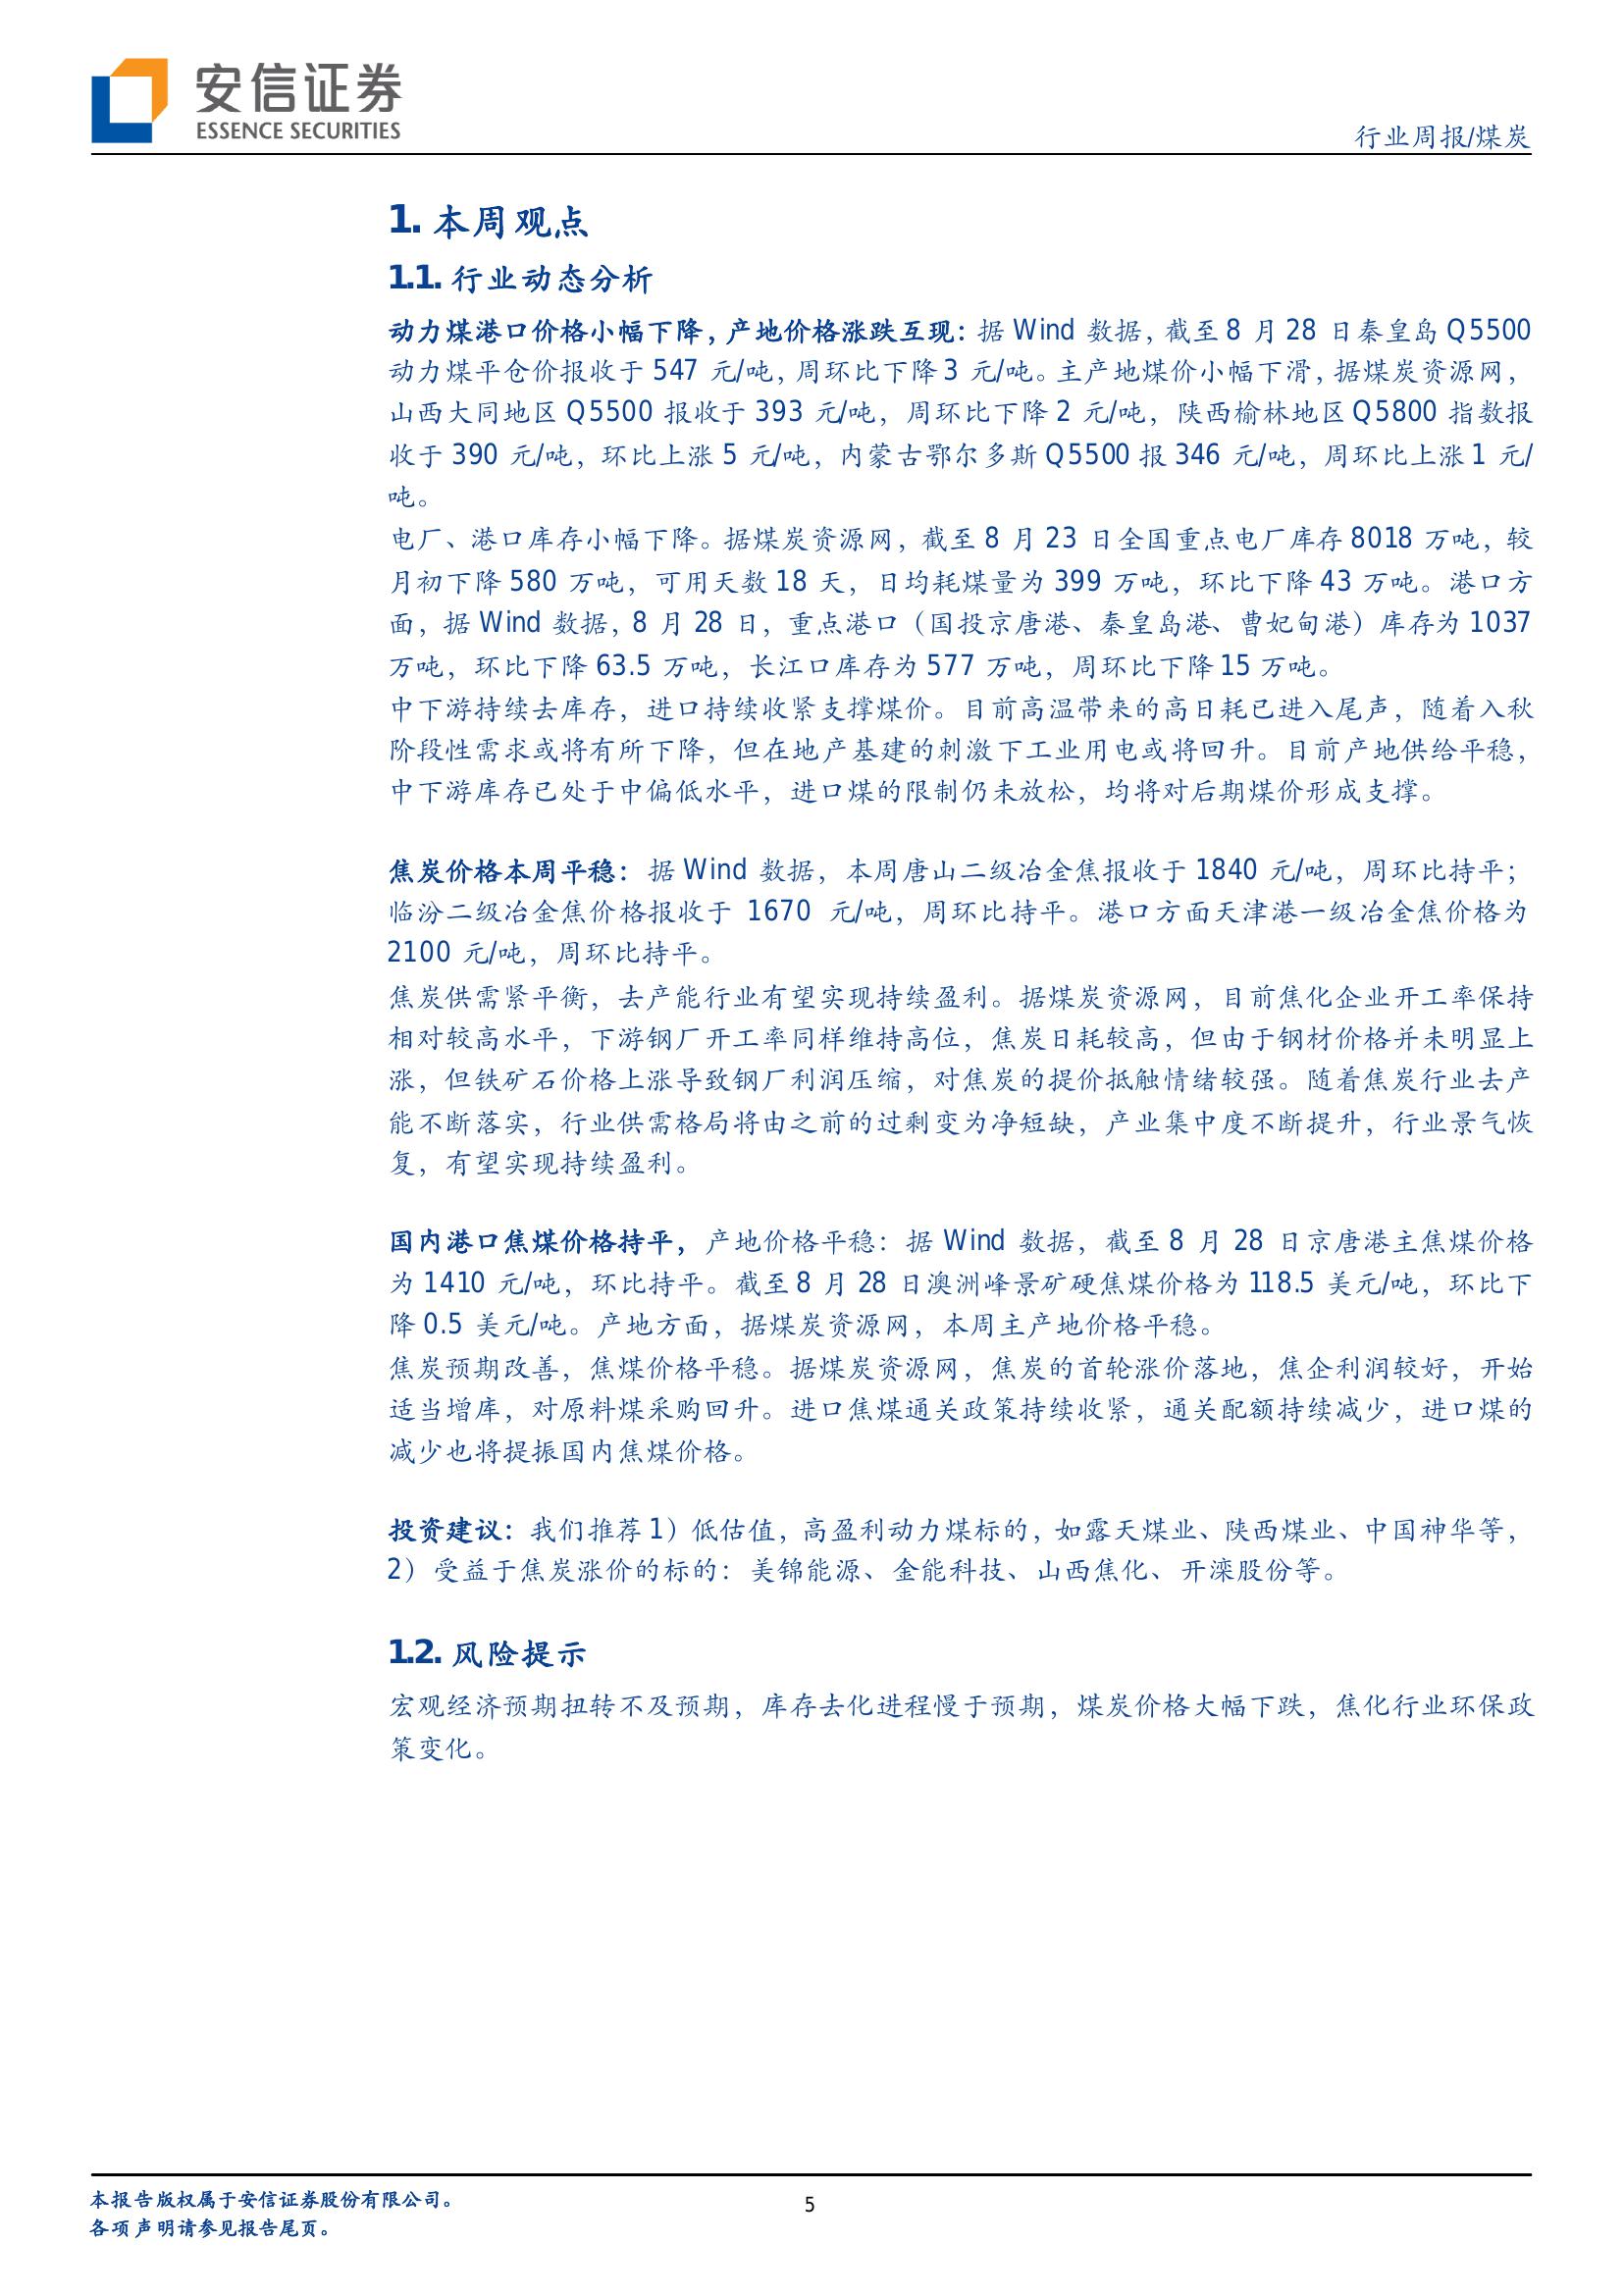 安信证券
ESSENCE SECURITIES
行业周报/煤炭
1. 本周观点
1.1. 行业动态分析
动力煤港口价格小幅下降，产地价格涨跌互现：据 Wind 数据，截至 8 月 28 日秦皇岛 Q5500
动力煤平仓价报收于 547 元/吨，周环比下降 3 元/吨。主产地煤价小幅下滑，据煤炭资源网，
山西大同地区 Q5500 报收于 393 元/吨，周环比下降 2 元/吨，陕西榆林地区 Q5800 指数报
收于 390 元/吨，环比上涨 5 元/吨，内蒙古鄂尔多斯 Q5500 报 346 元/吨，周环比上涨 1 元/
吨。
电厂、港口库存小幅下降。据煤炭资源网，截至 8 月 23 日全国重点电厂库存 8018 万吨，较
月初下降 580 万吨，可用天数 18 天，日均耗煤量为 399 万吨，环比下降 43 万吨。港口方
面，据 Wind 数据，8 月 28 日，重点港口（国投京唐港、秦皇岛港、曹妃甸港）库存为 1037
万吨，环比下降 63.5 万吨，长江口库存为 577 万吨，周环比下降 15 万吨。
中下游持续去库存，进口持续收紧支撑煤价。目前高温带来的高日耗已进入尾声，随着入秋
阶段性需求或将有所下降，但在地产基建的刺激下工业用电或将回升。目前产地供给平稳，
中下游库存已处于中偏低水平，进口煤的限制仍未放松，均将对后期煤价形成支撑。
焦炭价格本周平稳：据 Wind 数据，本周唐山二级冶金焦报收于 1840 元/吨，周环比持平；
临汾二级冶金焦价格报收于 1670 元/吨，周环比持平。港口方面天津港一级冶金焦价格为
2100 元/吨，周环比持平。
焦炭供需紧平衡，去产能行业有望实现持续盈利。据煤炭资源网，目前焦化企业开工率保持
相对较高水平，下游钢厂开工率同样维持高位，焦炭日耗较高，但由于钢材价格并未明显上
涨，但铁矿石价格上涨导致钢厂利润压缩，对焦炭的提价抵触情绪较强。随着焦炭行业去产
能不断落实，行业供需格局将由之前的过剩变为净短缺，产业集中度不断提升，行业景气恢
复，有望实现持续盈利。
国内港口焦煤价格持平，产地价格平稳：据 Wind 数据，截至 8 月 28 日京唐港主焦煤价格
为 1410 元/吨，环比持平。截至 8 月 28 日澳洲峰景矿硬焦煤价格为 118.5 美元/吨，环比下
降 0.5 美元/吨。产地方面，据煤炭资源网，本周主产地价格平稳。
焦炭预期改善，焦煤价格平稳。据煤炭资源网，焦炭的首轮涨价落地，焦企利润较好，开始
适当增库，对原料煤采购回升。进口焦煤通关政策持续收紧，通关配额持续减少，进口煤的
减少也将提振国内焦煤价格。
投资建议：我们推荐 1）低估值，高盈利动力煤标的，如露天煤业、陕西煤业、中国神华等，
2）受益于焦炭涨价的标的：美锦能源、金能科技、山西焦化、开滦股份等。
1.2. 风险提示
宏观经济预期扭转不及预期，库存去化进程慢于预期，煤炭价格大幅下跌，焦化行业环保政
策变化。
本报告版权属于安信证券股份有限公司。
5
各项声明请参见报告尾页。